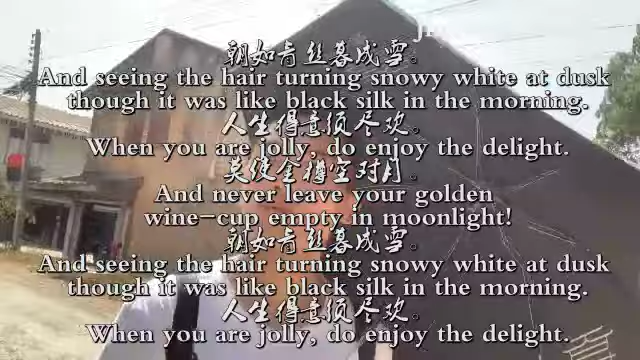 朝如青丝暮成雪。
And seeing the hair turning snowy white at dusk
though it was like black silk in the morning.
人生得意须尽欢。
When you are jolly, do enjoy the delight.
莫使金樽空对月。
And never leave your golden
wine-cup empty in moonlight!
朝如青丝暮成雪。
And seeing the hair turning snowy white at dusk
though it was like black silk in the morning.
人生得意须尽欢。
When you are jolly, do enjoy the delight.